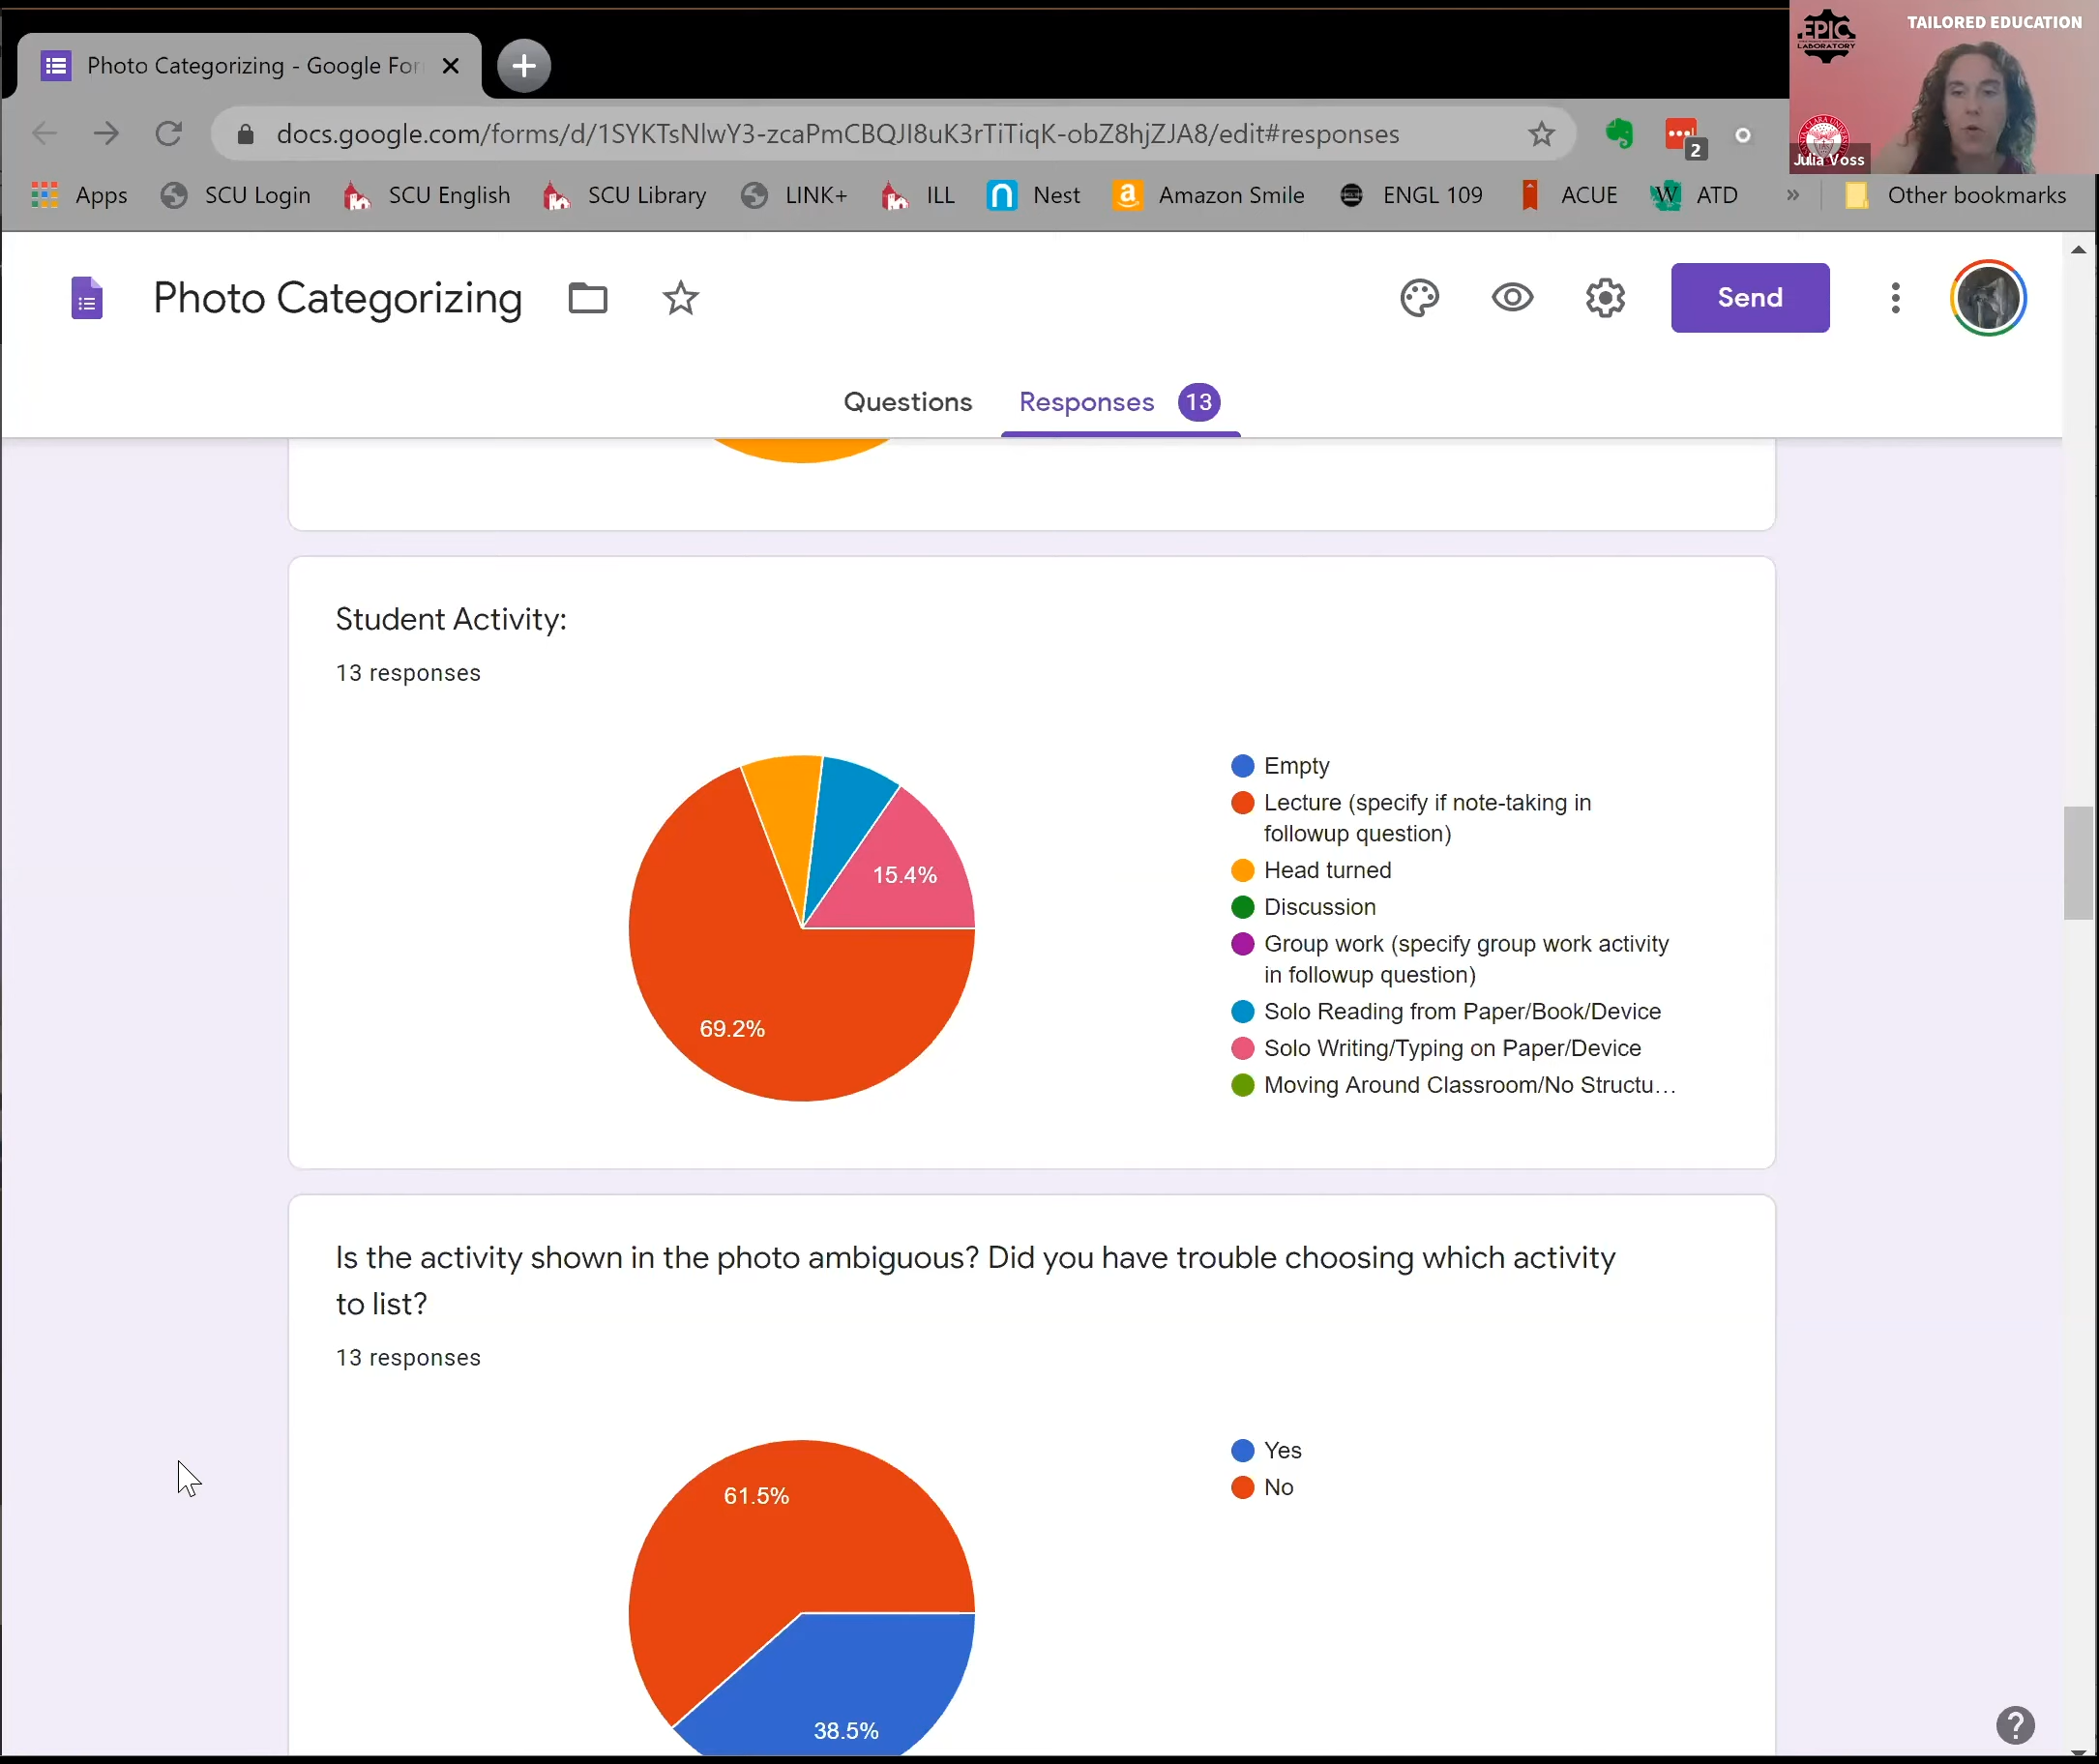 EPIC
LABORATORY
TAILORED EDUCATION
Julia Voss
Photo Categorizing - Google For
docs.google.com/forms/d/1SYKTsNlwY3-zcaPmCBQJI8uK3rTiTiqK-obZ8hjZJA8/edit#responses
2
Apps SCU Login SCU English SCU Library LINK+ ILL Nest Amazon Smile ENGL 109 ACUE ATD » Other bookmarks
Photo Categorizing
Send
Questions Responses 13
Student Activity:
13 responses
15.4%
69.2%
Empty
Lecture (specify if note-taking in
followup question)
Head turned
Discussion
Group work (specify group work activity
in followup question)
Solo Reading from Paper/Book/Device
Solo Writing/Typing on Paper/Device
Moving Around Classroom/No Structu...
Is the activity shown in the photo ambiguous? Did you have trouble choosing which activity
to list?
13 responses
61.5%
38.5%
Yes
No